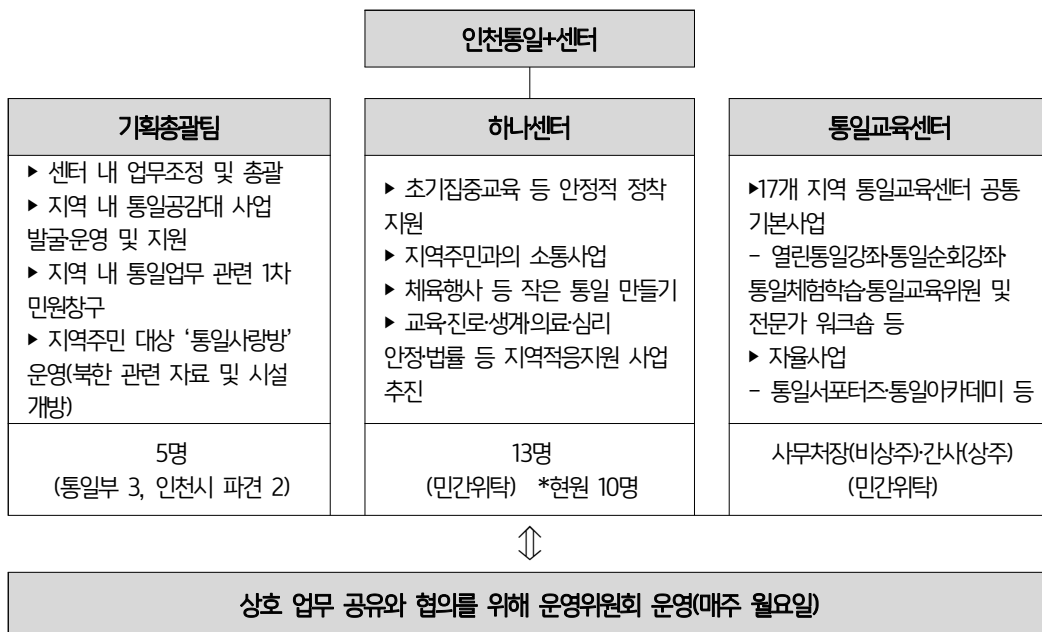 인천통일+센터
기획총괄팀
▸ 센터 내 업무조정 및 총괄
▸ 지역 내 통일공감대 사업
발굴·운영 및 지원
▸ 지역 내 통일업무 관련 1차
민원창구
▸ 지역주민 대상 ‘통일사랑방’
운영(북한 관련 자료 및 시설
개방)
5명
(통일부 3, 인천시 파견 2)
하나센터
▸ 초기집중교육 등 안정적 정착
지원
▸ 지역주민과의 소통사업
▸ 체육행사 등 작은 통일 만들기
▸ 교육·진로·생계·의료·심리
안정·법률 등 지역적응지원 사업
추진
13명
(민간위탁) *현원 10명
통일교육센터
▸17개 지역 통일교육센터 공통
기본사업
- 열린통일강좌·통일순회강좌·
통일체험학습·통일교육위원 및
전문가 워크숍 등
▸ 자율사업
- 통일서포터즈·통일아카데미 등
사무처장(비상주)·간사(상주)
(민간위탁)
⇕
상호 업무 공유와 협의를 위해 운영위원회 운영(매주 월요일)